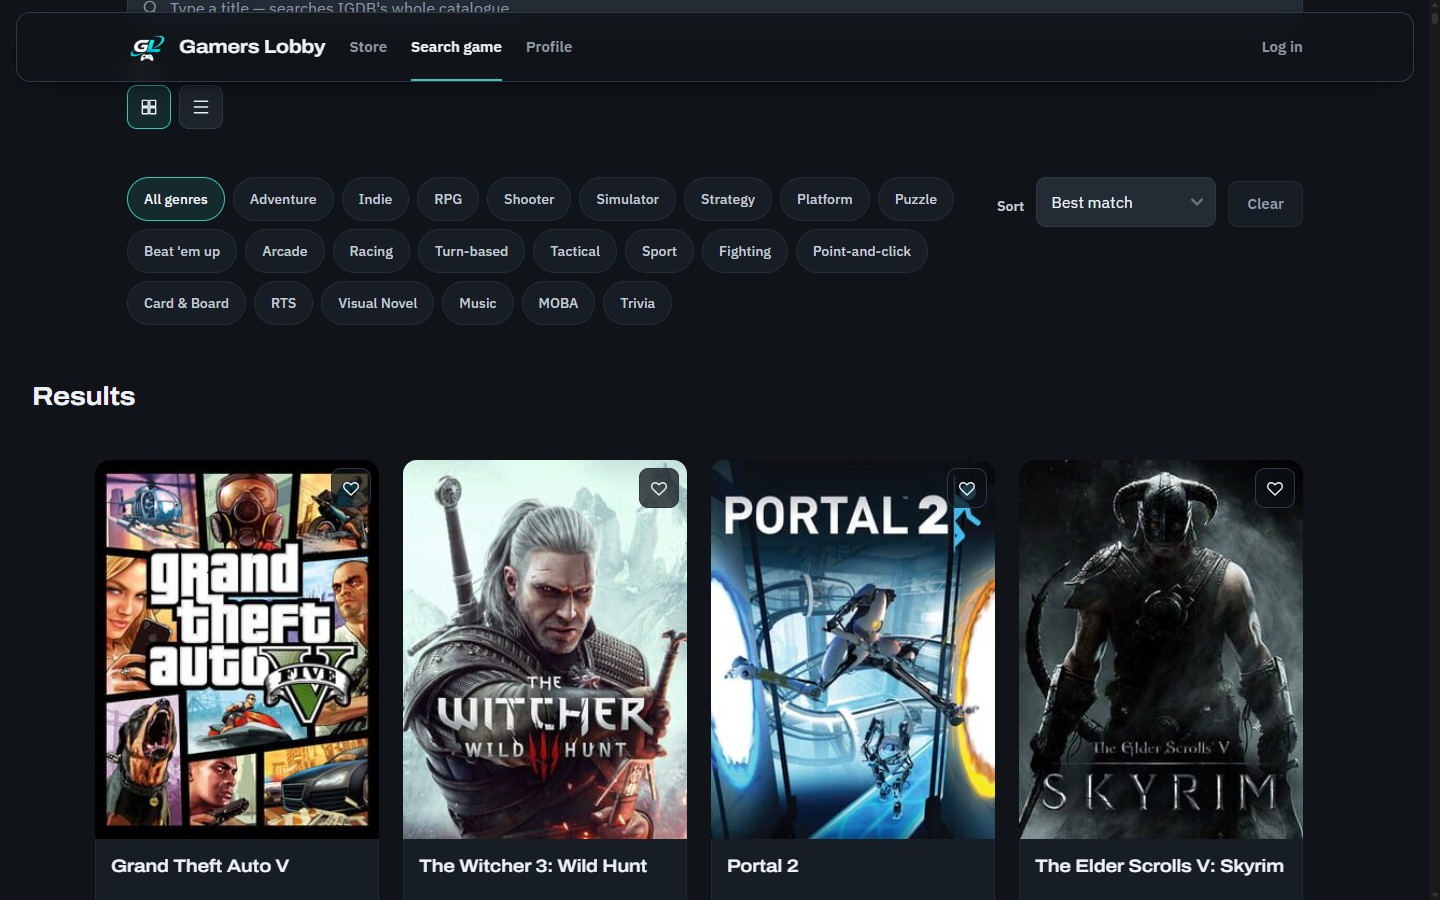 Type a title — searches IGDB's whole catalogue
GL
Gamers Lobby
Store
Search game
Profile
Log in
All genres
Adventure
Indie
RPG
Shooter
Simulator
Strategy
Platform
Puzzle
Sort
Best match
Clear
Beat 'em up
Arcade
Racing
Turn-based
Tactical
Sport
Fighting
Point-and-click
Card & Board
RTS
Visual Novel
Music
MOBA
Trivia
Results
grand
theft
auto
FIVE
V
THE
WITCHER
WILD HUNT
PORTAL 2
The Elder Scrolls V
SKYRIM
Grand Theft Auto V
The Witcher 3: Wild Hunt
Portal 2
The Elder Scrolls V: Skyrim